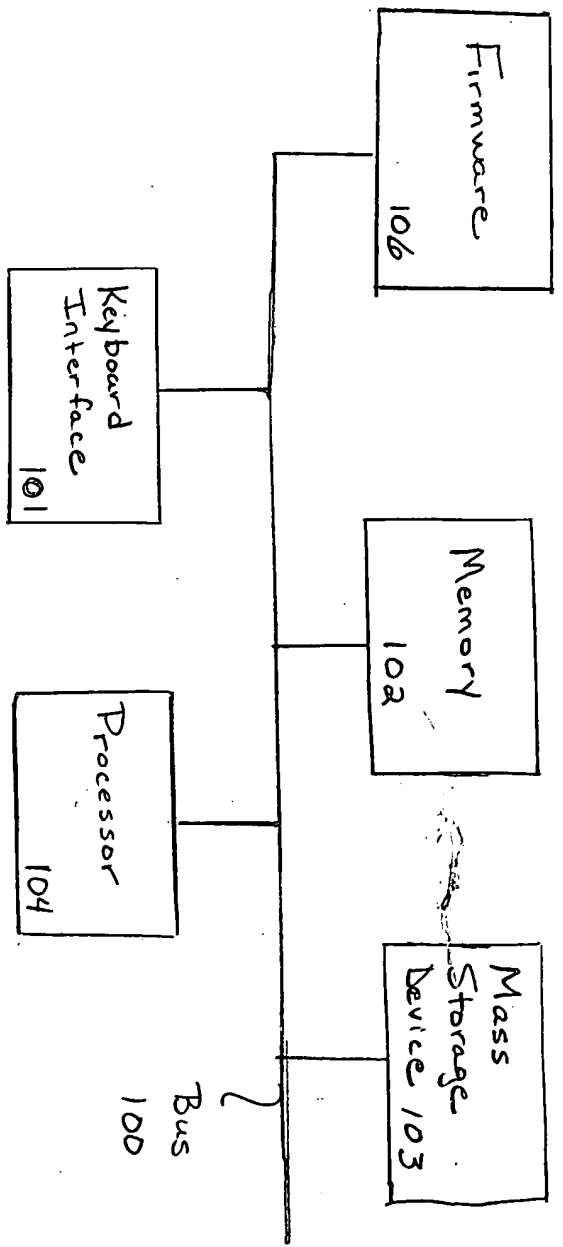 Firmware
106
Memory
102
Mass
Storage
Device 103
Keyboard
Interface
101
Processor
104
Bus
100